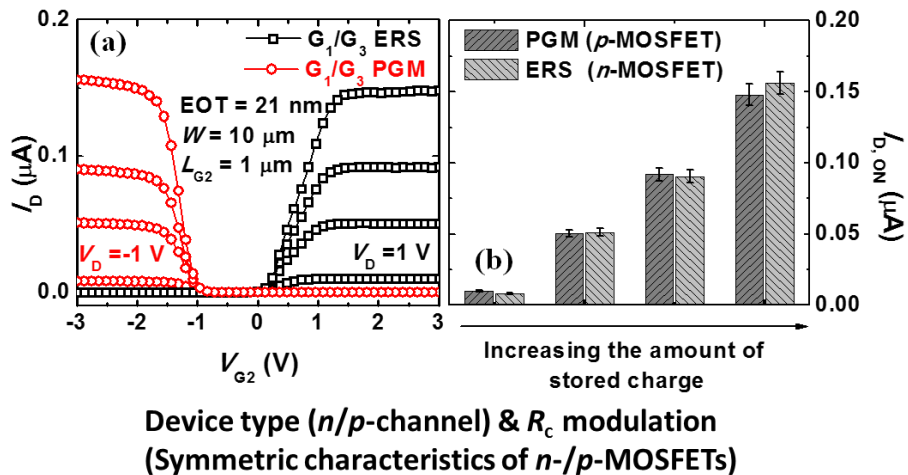 (a)
G1/G3 ERS
G1/G3 PGM
EOT = 21 nm
W = 10 μm
LG2 = 1 μm
VD = -1 V
VD = 1 V
ID (μA)
0.2
0.1
0.0
-3 -2 -1 0 1 2 3
VG2 (V)
PGM (p-MOSFET)
ERS (n-MOSFET)
(b)
0.20
0.15
0.10
0.05
0.00
ID, ON (μA)
Increasing the amount of
stored charge
Device type (n/p-channel) & Rc modulation
(Symmetric characteristics of n-/p-MOSFETs)